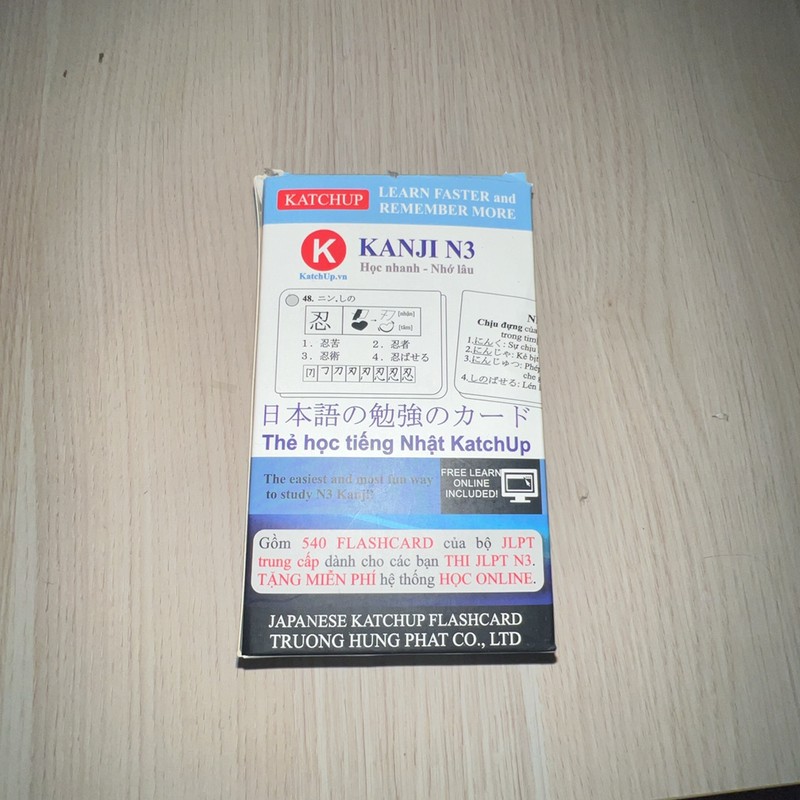 KATCHUP
LEARN FASTER and
REMEMBER MORE
K
KatchUp.vn
KANJI N3
Học nhanh - Nhớ lâu
48. ニン.しの
忍
[nhận]
[tâm]
1. 忍苦 2. 忍者
3. 忍術 4. 忍ばせる
[7]
Chịu đựng của
trong tim
1.にんく: Sự chịu
2.にんじゃ: Kẻ bịt
3.にんじゅつ: Phép
che
4.しのばせる: Lén
日本語の勉強のカード
Thẻ học tiếng Nhật KatchUp
The easiest and most fun way
to study N3 Kanji!
FREE LEARN
ONLINE
INCLUDED!
Gồm 540 FLASHCARD của bộ JLPT
trung cấp dành cho các bạn THI JLPT N3.
TẶNG MIỄN PHÍ hệ thống HỌC ONLINE.
JAPANESE KATCHUP FLASHCARD
TRUONG HUNG PHAT CO., LTD